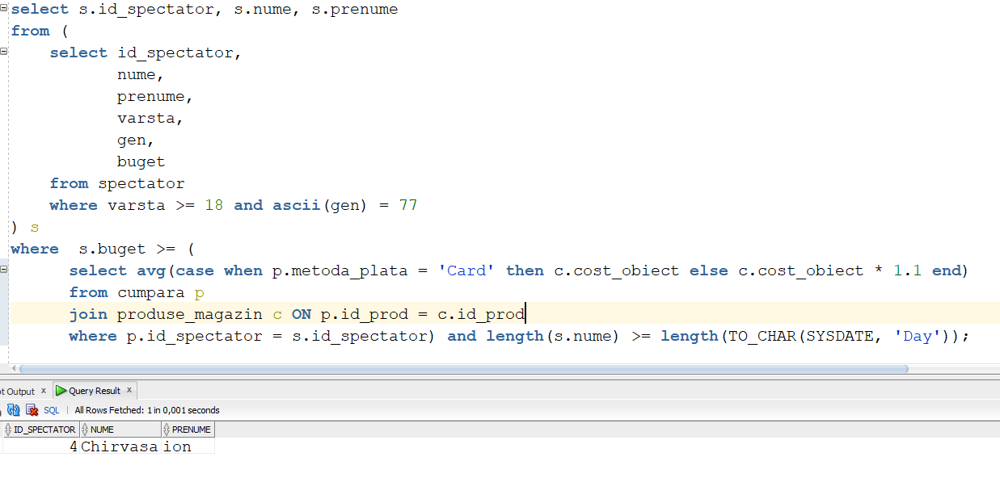 select s.id_spectator, s.nume, s.prenume
from (
select id_spectator,
nume,
prenume,
varsta,
gen,
buget
from spectator
where varsta >= 18 and ascii(gen) = 77
) s
where  s.buget >= (
select avg(case when p.metoda_plata = 'Card' then c.cost_obiect else c.cost_obiect * 1.1 end)
from cumpara p
join produse_magazin c ON p.id_prod = c.id_prod
where p.id_spectator = s.id_spectator) and length(s.nume) >= length(TO_CHAR(SYSDATE, 'Day'));
Output x Query Result x
SQL | All Rows Fetched: 1 in 0,001 seconds
ID_SPECTATOR NUME PRENUME
4 Chirvasa ion